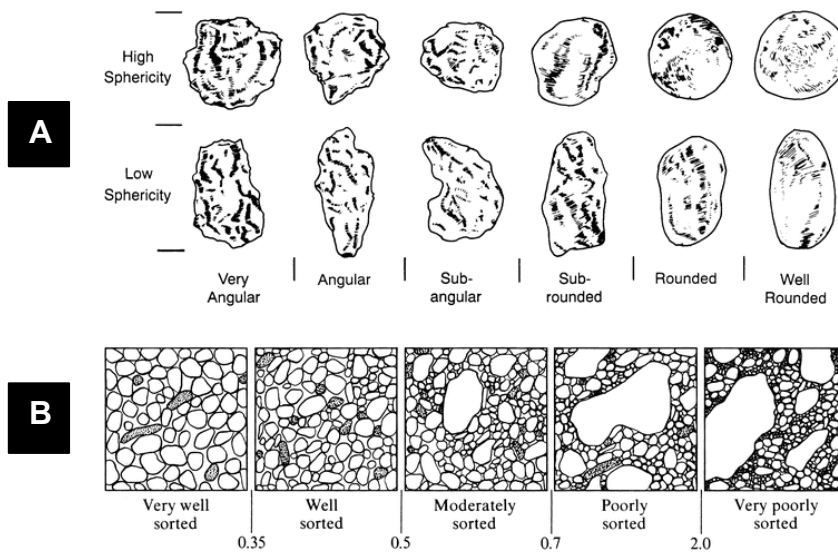 High
Sphericity
A
Low
Sphericity
Very
Angular
Angular
Sub-
angular
Sub-
rounded
Rounded
Well
Rounded
B
Very well
sorted
Well
sorted
Moderately
sorted
Poorly
sorted
Very poorly
sorted
0.35
0.5
0.7
2.0